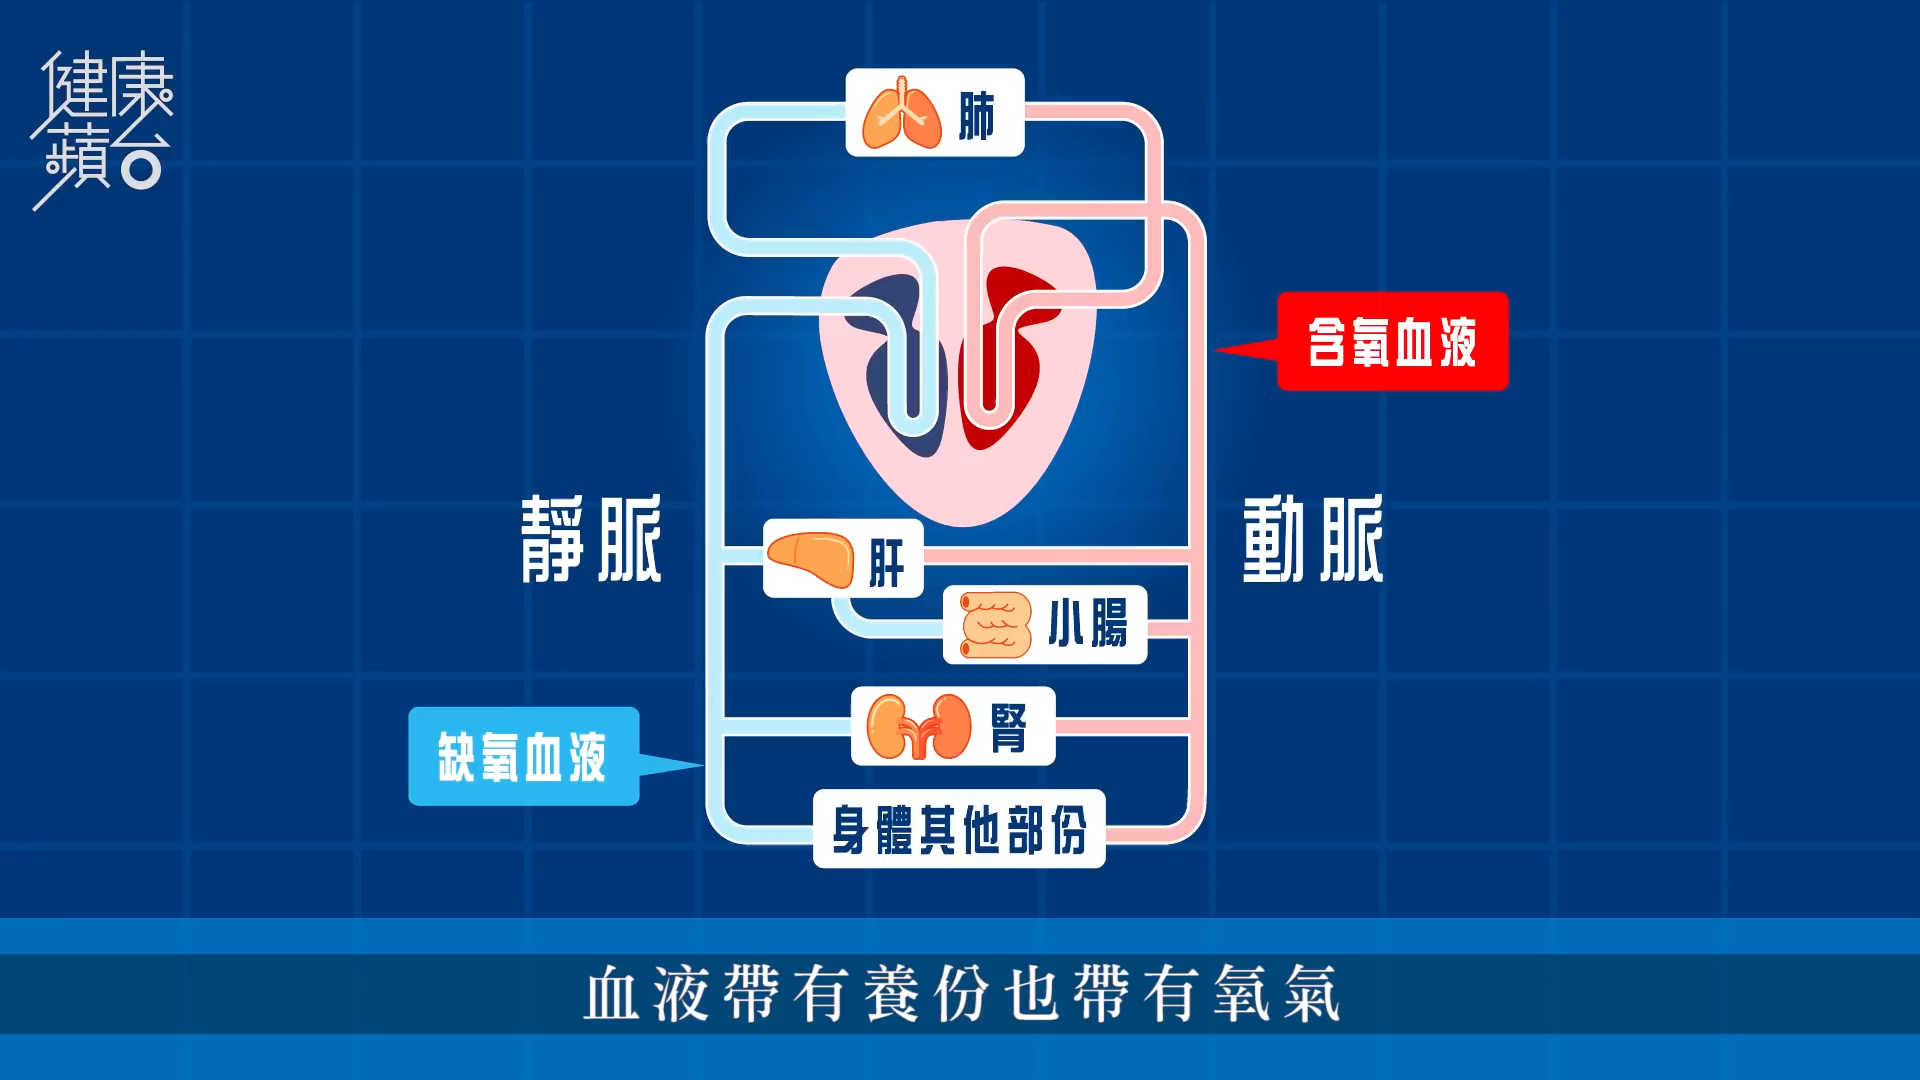 健康
蘋台
肺
含氧血液
靜脈
動脈
肝
小腸
腎
缺氧血液
身體其他部份
血液帶有養份也帶有氧氣